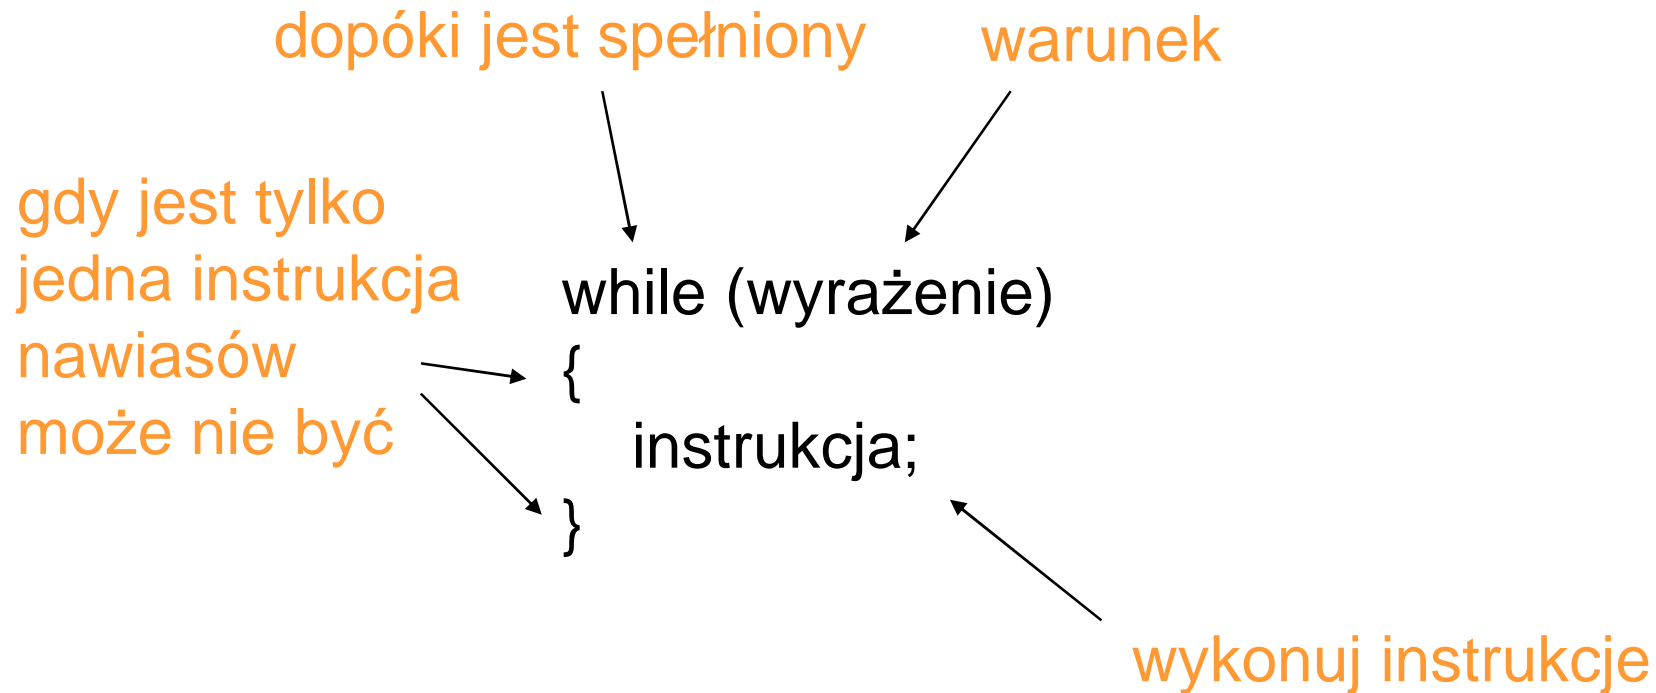 dopóki jest spełniony
warunek
gdy jest tylko
jedna instrukcja
nawiasów
może nie być
while (wyrażenie)
{
instrukcja;
}
wykonuj instrukcje